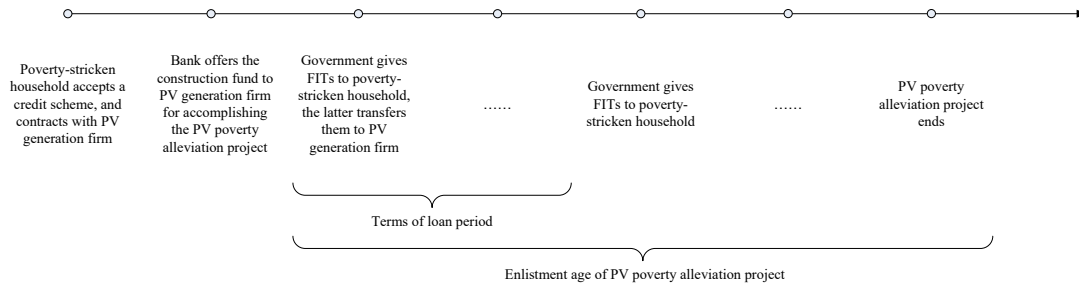 Poverty-stricken
household accepts a
credit scheme, and
contracts with PV
generation firm
Bank offers the
construction fund to
PV generation firm
for accomplishing
the PV poverty
alleviation project
Government gives
FITs to poverty-
stricken household,
the latter transfers
them to PV
generation firm
......
Government gives
FITs to poverty-
stricken household
......
PV poverty
alleviation project
ends
Terms of loan period
Enlistment age of PV poverty alleviation project